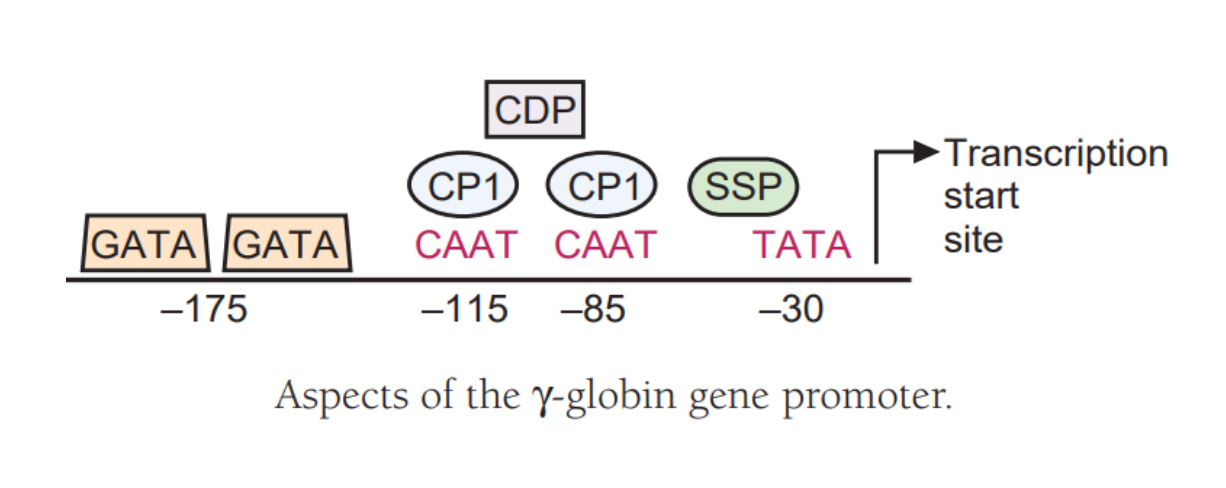 CDP
CP1 CP1 SSP
GATA GATA CAAT CAAT TATA
Transcription
start
site
–175 –115 –85 –30
Aspects of the γ-globin gene promoter.